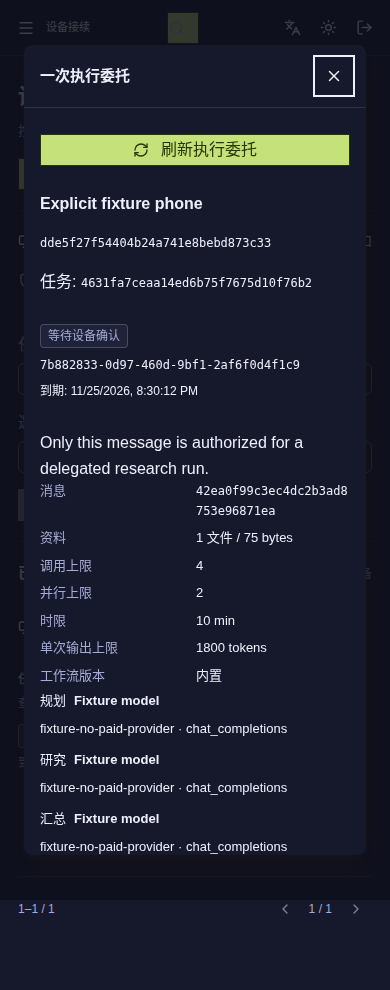 设备接续
一次执行委托
刷新执行委托
Explicit fixture phone
dde5f27f54404b24a741e8bebd873c33
任务: 4631fa7ceaa14ed6b75f7675d10f76b2
等待设备确认
7b882833-0d97-460d-9bf1-2af6f0d4f1c9
到期: 11/25/2026, 8:30:12 PM
Only this message is authorized for a
delegated research run.
消息 42ea0f99c3ec4dc2b3ad8
753e96871ea
资料 1 文件 / 75 bytes
调用上限 4
并行上限 2
时限 10 min
单次输出上限 1800 tokens
工作流版本 内置
规划 Fixture model
fixture-no-paid-provider · chat_completions
研究 Fixture model
fixture-no-paid-provider · chat_completions
汇总 Fixture model
fixture-no-paid-provider · chat_completions
1–1 / 1 1 / 1